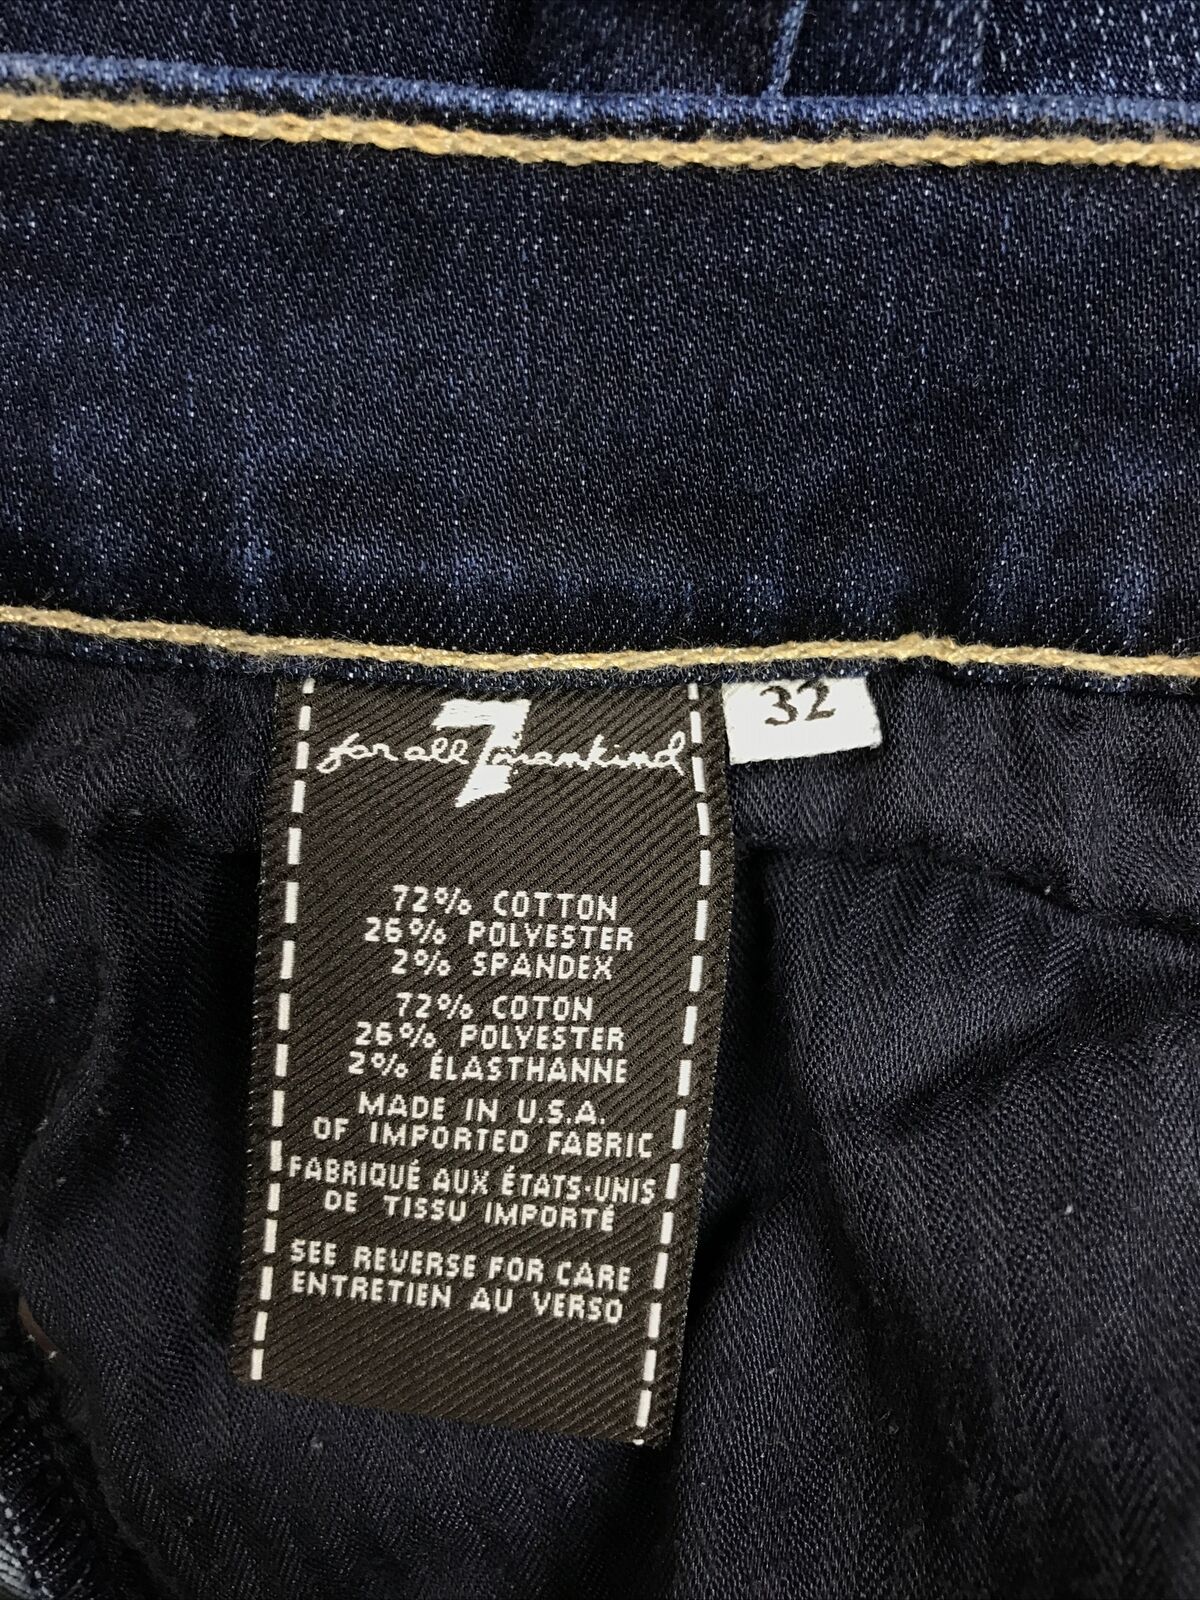 32
for all 7 mankind
72% COTTON
26% POLYESTER
2% SPANDEX
72% COTON
26% POLYESTER
2% ÉLASTHANNE
MADE IN U.S.A.
OF IMPORTED FABRIC
FABRIQUÉ AUX ÉTATS-UNIS
DE TISSU IMPORTÉ
SEE REVERSE FOR CARE
ENTRETIEN AU VERSO